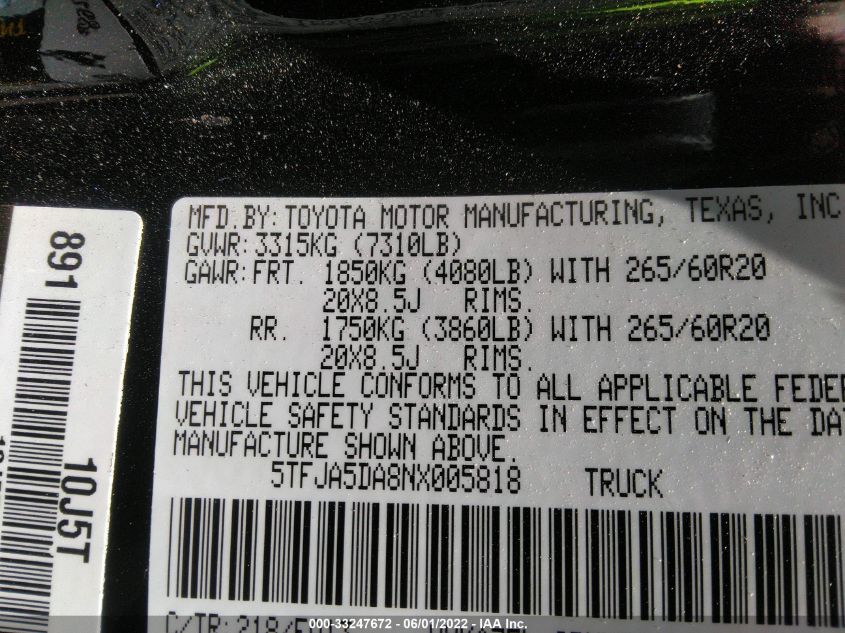 MFD BY: TOYOTA MOTOR MANUFACTURING, TEXAS, INC
GVWR: 3315KG (7310LB)
GAWR: FRT. 1850KG (4080LB) WITH 265/60R20
20X8.5J RIMS.
RR. 1750KG (3860LB) WITH 265/60R20
20X8.5J RIMS.
THIS VEHICLE CONFORMS TO ALL APPLICABLE FEDER
VEHICLE SAFETY STANDARDS IN EFFECT ON THE DA
MANUFACTURE SHOWN ABOVE.
5TFJA5DA8NX005818 TRUCK
C/TR: 218/
891
10J5T
000-33247672 - 06/01/2022 - IAA Inc.